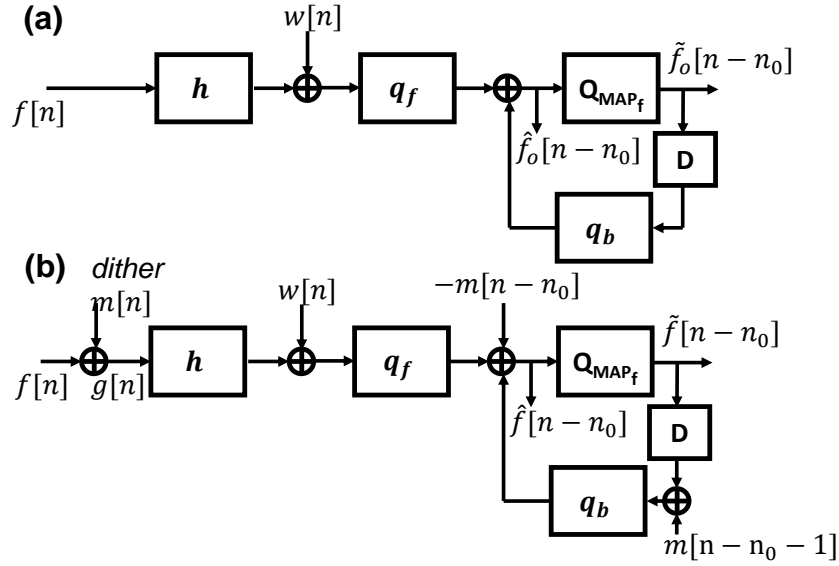 (a)
w[n]
f[n]
h
q_f
Q_MAP_f
f̃_o[n − n_0]
f̂_o[n − n_0]
D
q_b
(b)
dither
m[n]
w[n]
−m[n − n_0]
f[n]
g[n]
h
q_f
Q_MAP_f
f̃[n − n_0]
f̂[n − n_0]
D
q_b
m[n − n_0 − 1]